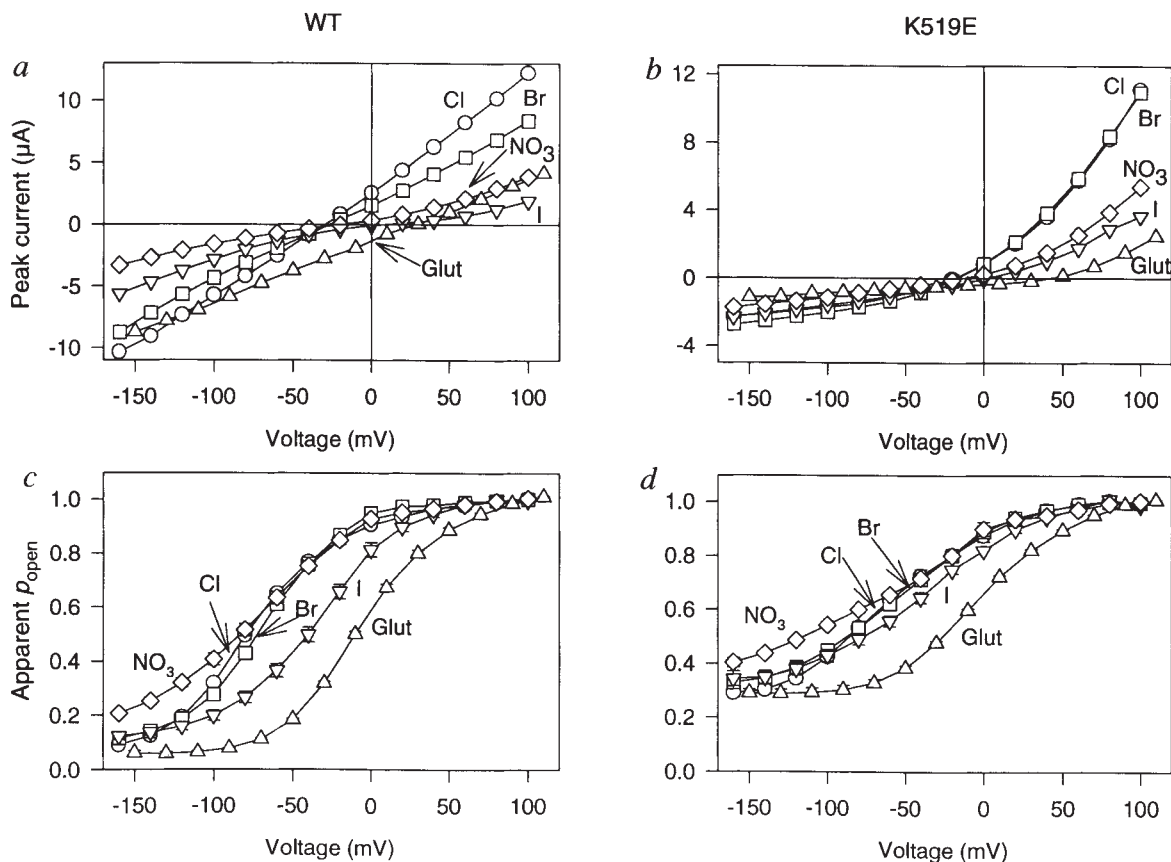 WT
K519E
a
b
Peak current (μA)
10
5
0
-5
-10
Cl
Br
NO3
I
Glut
-150 -100 -50 0 50 100
Voltage (mV)
12
8
4
0
-4
Cl
Br
NO3
I
Glut
-150 -100 -50 0 50 100
Voltage (mV)
c
d
Apparent popen
1.0
0.8
0.6
0.4
0.2
0.0
Cl
Br
I
Glut
NO3
-150 -100 -50 0 50 100
Voltage (mV)
1.0
0.8
0.6
0.4
0.2
0.0
Br
Cl
I
NO3
Glut
-150 -100 -50 0 50 100
Voltage (mV)